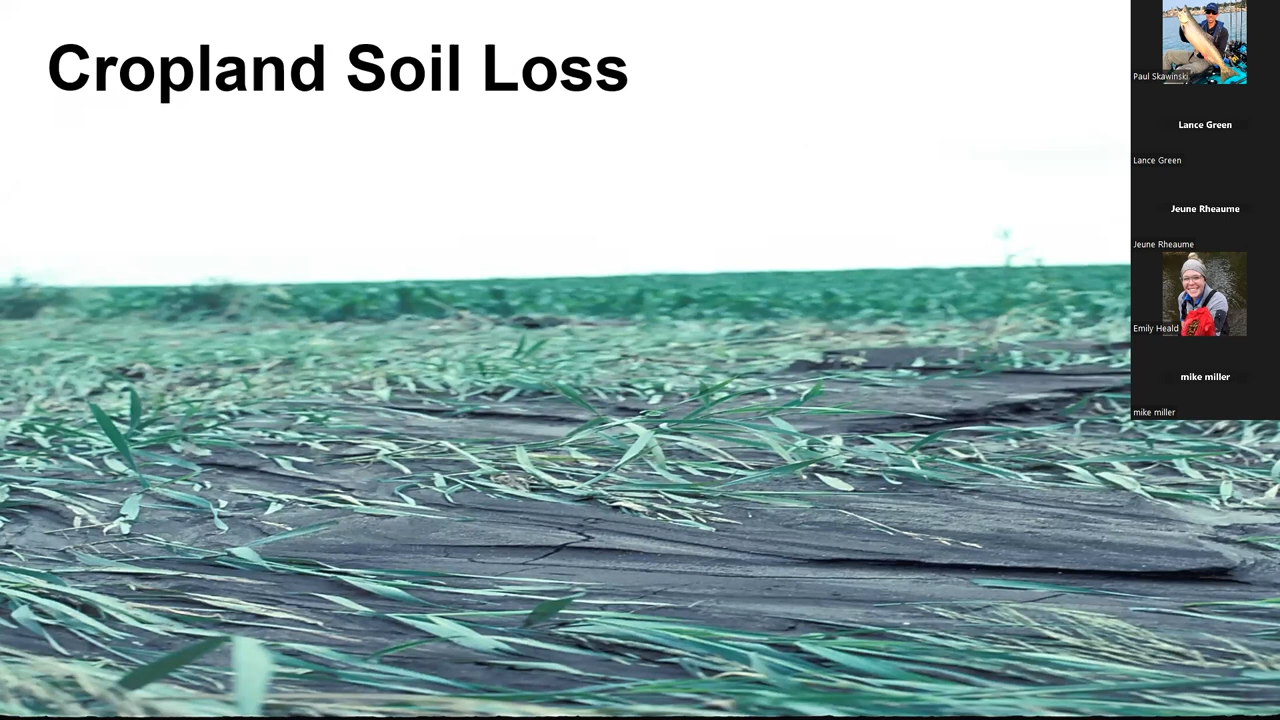 Cropland Soil Loss
Paul Skawinski
Lance Green
Lance Green
Jeune Rheaume
Jeune Rheaume
Emily Heald
mike miller
mike miller